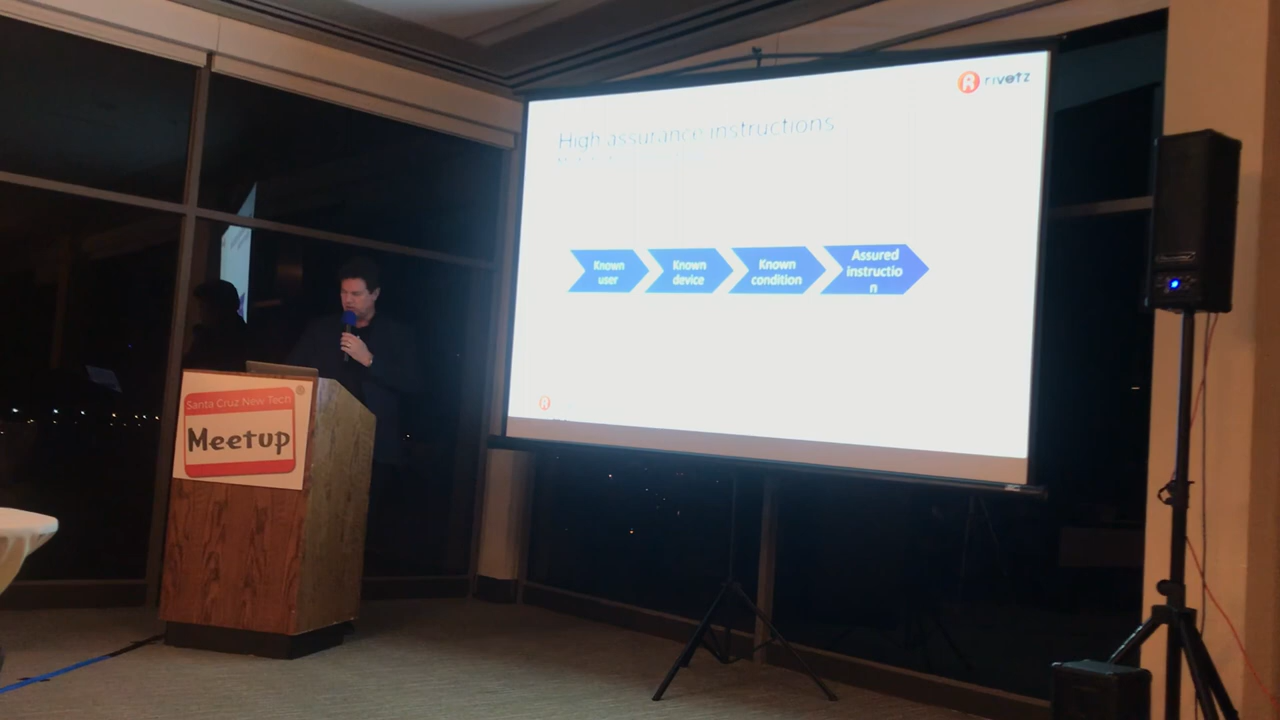 rivetz
High assurance instructions
Known
user
Known
device
Known
condition
Assured
instructio
n
Santa Cruz New Tech
Meetup